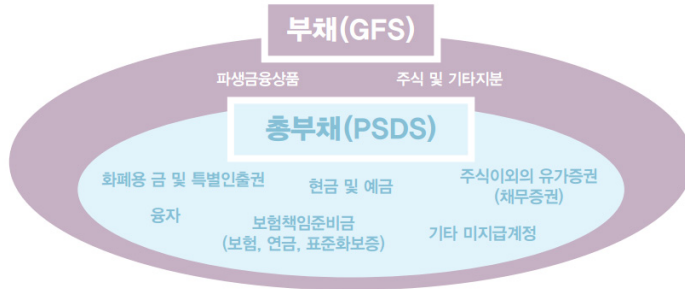 부채(GFS)
파생금융상품 주식 및 기타지분
총부채(PSDS)
화폐용 금 및 특별인출권 현금 및 예금 주식이외의 유가증권
(채무증권)
융자 보험책임준비금 기타 미지급계정
(보험, 연금, 표준화보증)